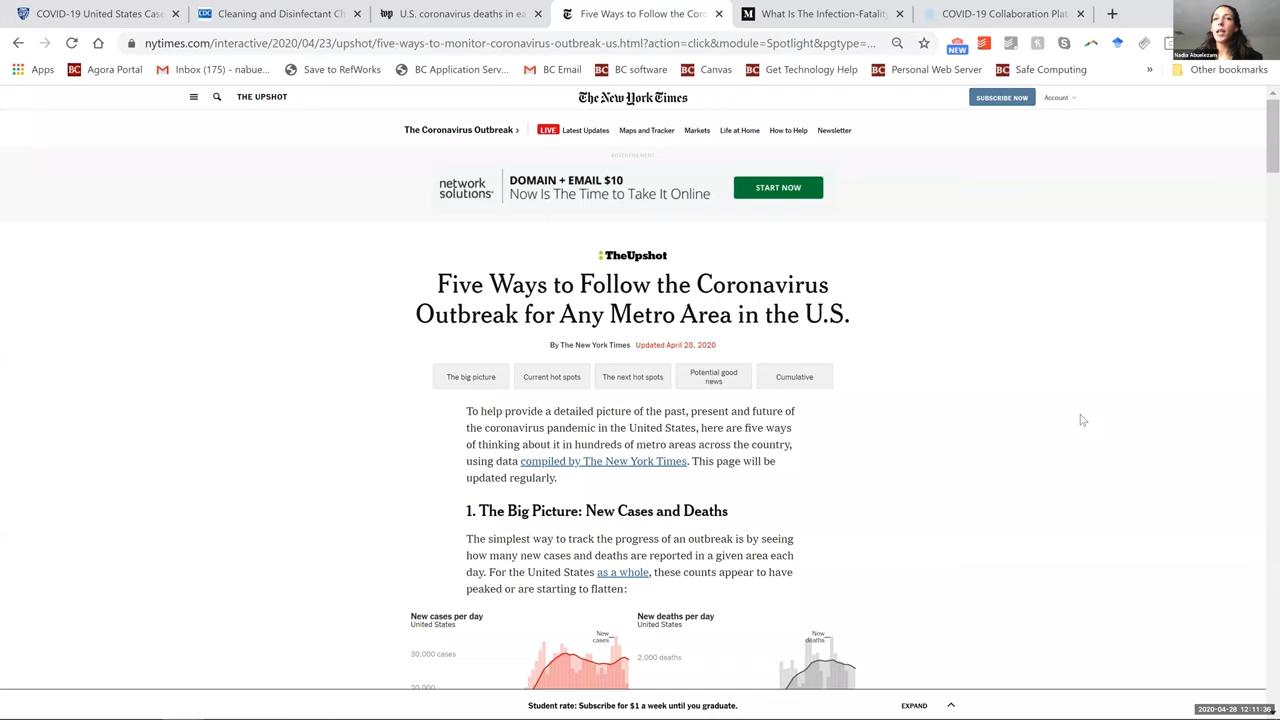 COVID-19 United States Cas
Cleaning and Disinfectant Ch
U.S. coronavirus deaths in ea
Five Ways to Follow the Coro
What Is The Infection-Fatality
COVID-19 Collaboration Plat
nytimes.com/interactive/2020/04/23/upshot/five-ways-to-monitor-coronavirus-outbreak-us.html?action=click&module=Spotlight&pgtype=...
NEW
Nadia Abuelezam
Apps
Agora Portal
Inbox (175) - nabue...
BC Applicat
BC Email
BC software
Canvas
Ger Technology Help
Personal Web Server
Safe Computing
»
Other bookmarks
THE UPSHOT
The New York Times
SUBSCRIBE NOW
Account
The Coronavirus Outbreak ›
LIVE Latest Updates
Maps and Tracker
Markets
Life at Home
How to Help
Newsletter
ADVERTISEMENT
network
solutions
DOMAIN + EMAIL $10
Now Is The Time to Take It Online
START NOW
TheUpshot
Five Ways to Follow the Coronavirus
Outbreak for Any Metro Area in the U.S.
By The New York Times Updated April 28, 2020
The big picture
Current hot spots
The next hot spots
Potential good
news
Cumulative
To help provide a detailed picture of the past, present and future of
the coronavirus pandemic in the United States, here are five ways
of thinking about it in hundreds of metro areas across the country,
using data compiled by The New York Times. This page will be
updated regularly.
1. The Big Picture: New Cases and Deaths
The simplest way to track the progress of an outbreak is by seeing
how many new cases and deaths are reported in a given area each
day. For the United States as a whole, these counts appear to have
peaked or are starting to flatten:
New cases per day
United States
New
cases
30,000 cases
20,000
New deaths per day
United States
New
deaths
2,000 deaths
Student rate: Subscribe for $1 a week until you graduate.
EXPAND
2020-04-28 12:11:36